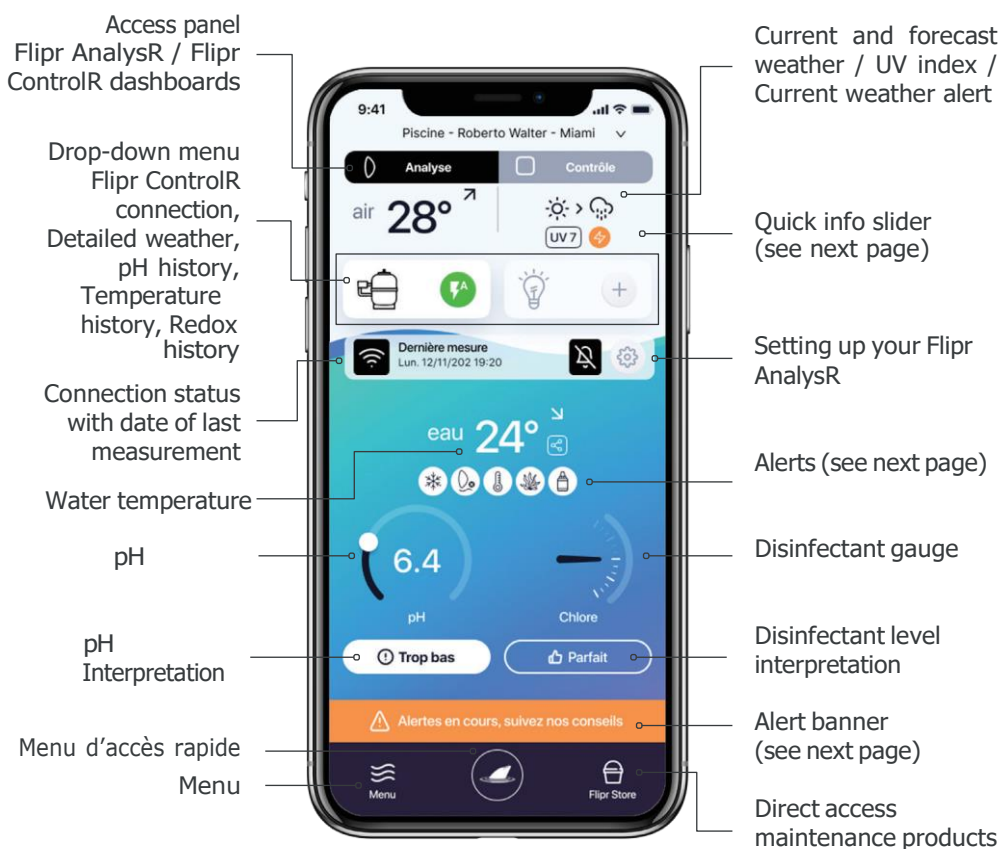 Access panel
Flipr AnalysR / Flipr
ControlR dashboards
Drop-down menu
Flipr ControlR
connection,
Detailed weather,
pH history,
Temperature
history, Redox
history
Connection status
with date of last
measurement
Water temperature
pH
pH
Interpretation
Menu d'accès rapide
Menu
9:41
Piscine - Roberto Walter - Miami
Analyse
Contrôle
air 28°
UV 7
A
Dernière mesure
Lun. 12/11/202 19:20
eau 24°
6.4
pH
Chlore
Trop bas
Parfait
Alertes en cours, suivez nos conseils
Menu
Flipr Store
Current and forecast
weather / UV index /
Current weather alert
Quick info slider
(see next page)
Setting up your Flipr
AnalysR
Alerts (see next page)
Disinfectant gauge
Disinfectant level
interpretation
Alert banner
(see next page)
Direct access
maintenance products